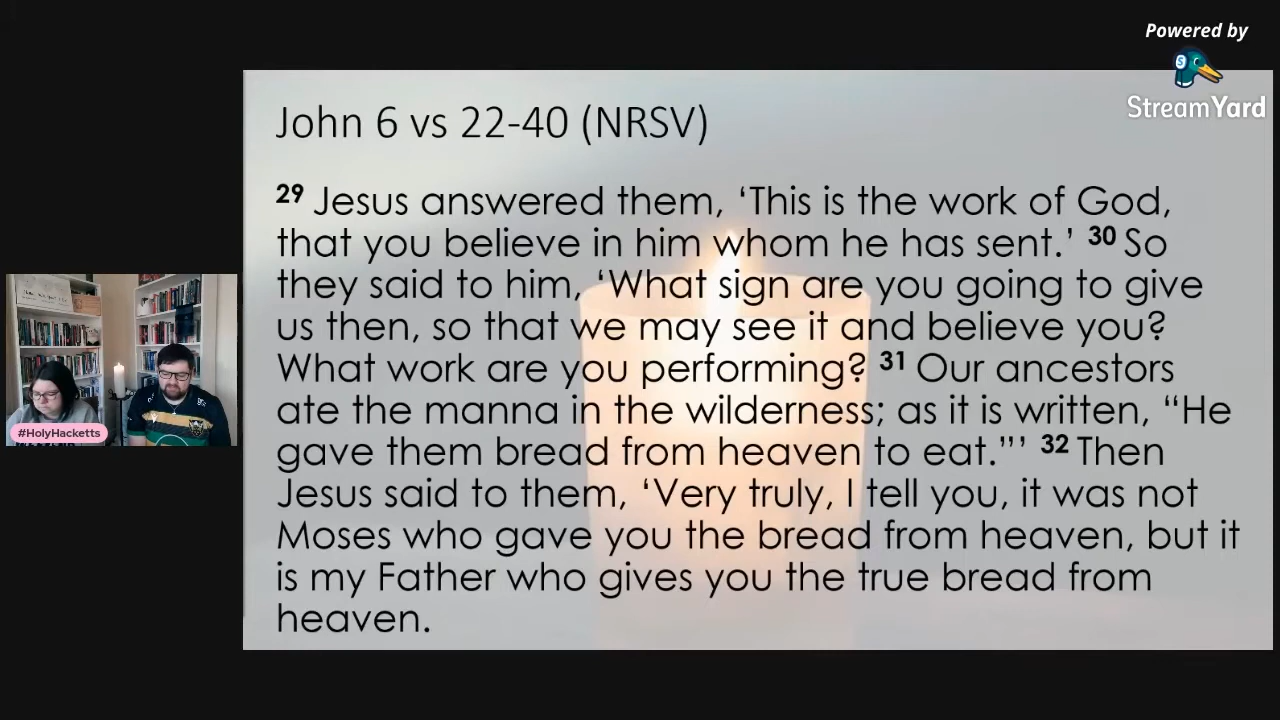 Powered by
StreamYard
John 6 vs 22-40 (NRSV)
29 Jesus answered them, ‘This is the work of God,
that you believe in him whom he has sent.’ 30 So
they said to him, ‘What sign are you going to give
us then, so that we may see it and believe you?
What work are you performing? 31 Our ancestors
ate the manna in the wilderness; as it is written, “He
gave them bread from heaven to eat.”’ 32 Then
Jesus said to them, ‘Very truly, I tell you, it was not
Moses who gave you the bread from heaven, but it
is my Father who gives you the true bread from
heaven.
#HolyHacketts